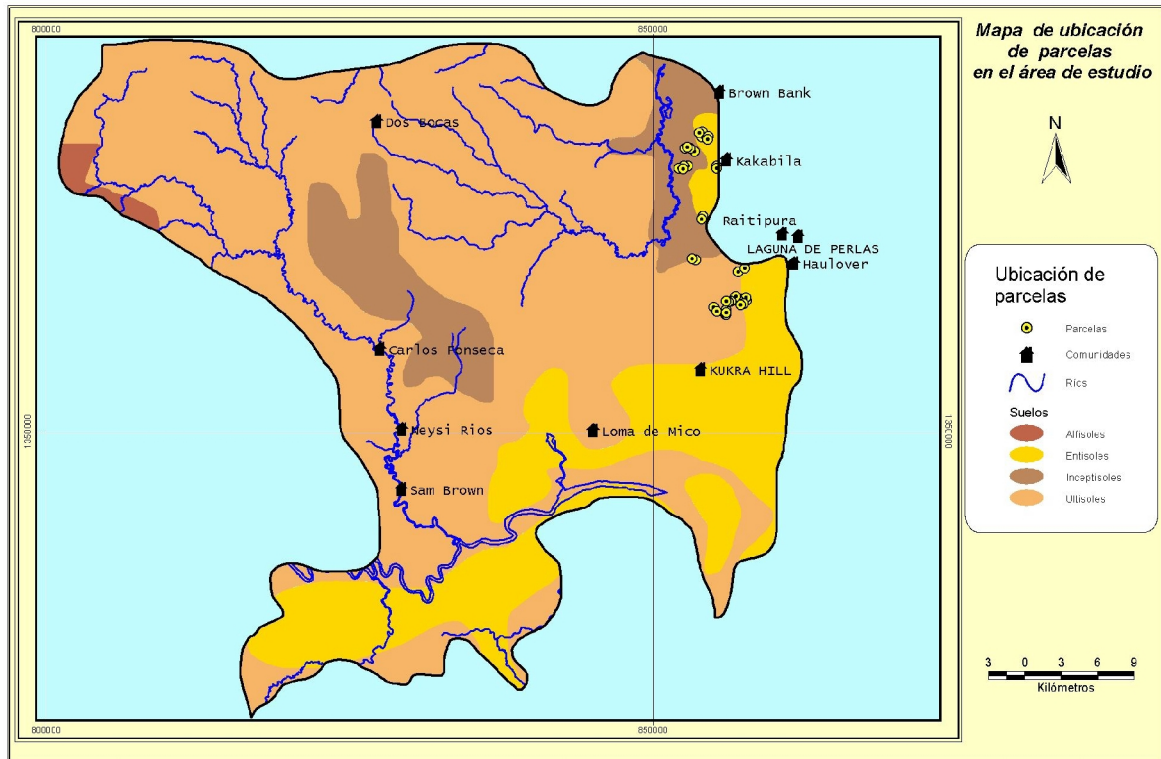 Mapa de ubicación
de parcelas
en el área de estudio
800000
850000
Brown Bank
Dos Bocas
Kakabila
N
Raitipura
LAGUNA DE PERLAS
Haulover
Ubicación de
parcelas
Parcelas
Carlos Fonseca
Comunidades
KUKRA HILL
Ríos
Suelos
1350000
Neysi Rios
Loma de Mico
1350000
Alfisoles
Entisoles
Inceptisoles
Sam Brown
Ultisoles
3 0 3 6 9
Kilómetros
800000
850000